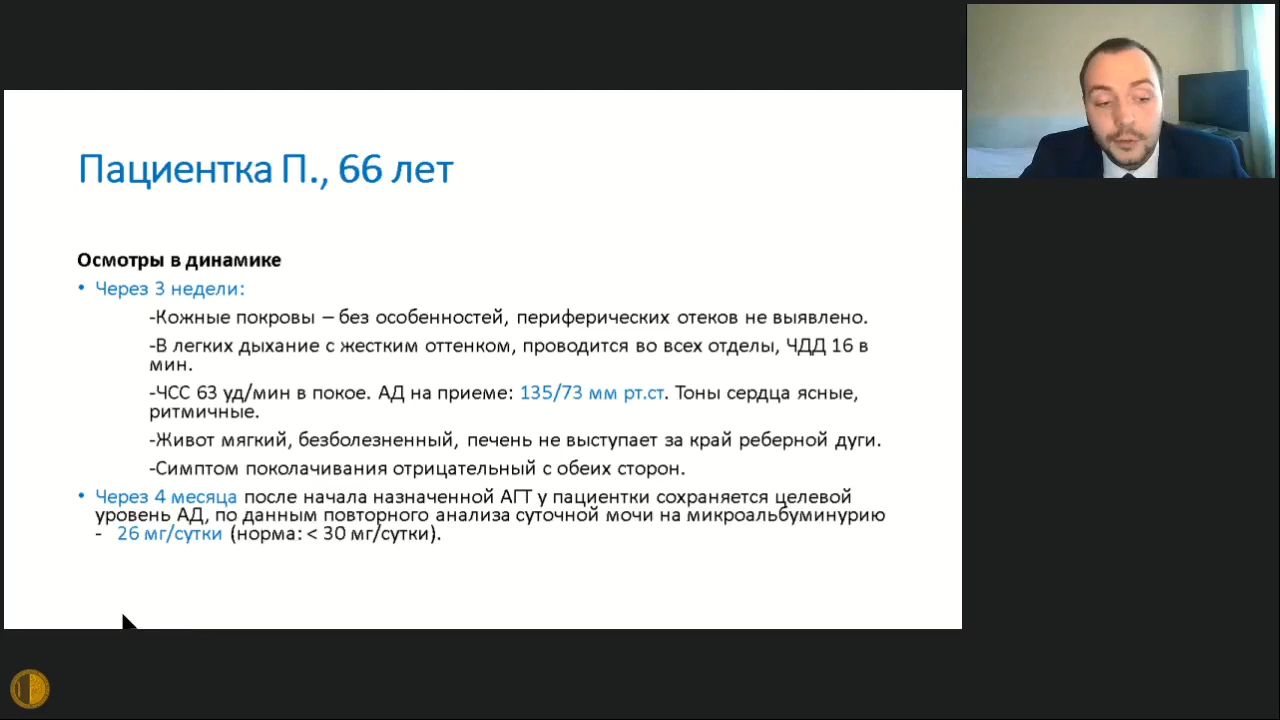 Пациентка П., 66 лет
Осмотры в динамике
• Через 3 недели:
-Кожные покровы – без особенностей, периферических отеков не выявлено.
-В легких дыхание с жестким оттенком, проводится во всех отделы, ЧДД 16 в
мин.
-ЧСС 63 уд/мин в покое. АД на приеме: 135/73 мм рт.ст. Тоны сердца ясные,
ритмичные.
-Живот мягкий, безболезненный, печень не выступает за край реберной дуги.
-Симптом поколачивания отрицательный с обеих сторон.
• Через 4 месяца после начала назначенной АГТ у пациентки сохраняется целевой
уровень АД, по данным повторного анализа суточной мочи на микроальбуминурию
- 26 мг/сутки (норма: < 30 мг/сутки).